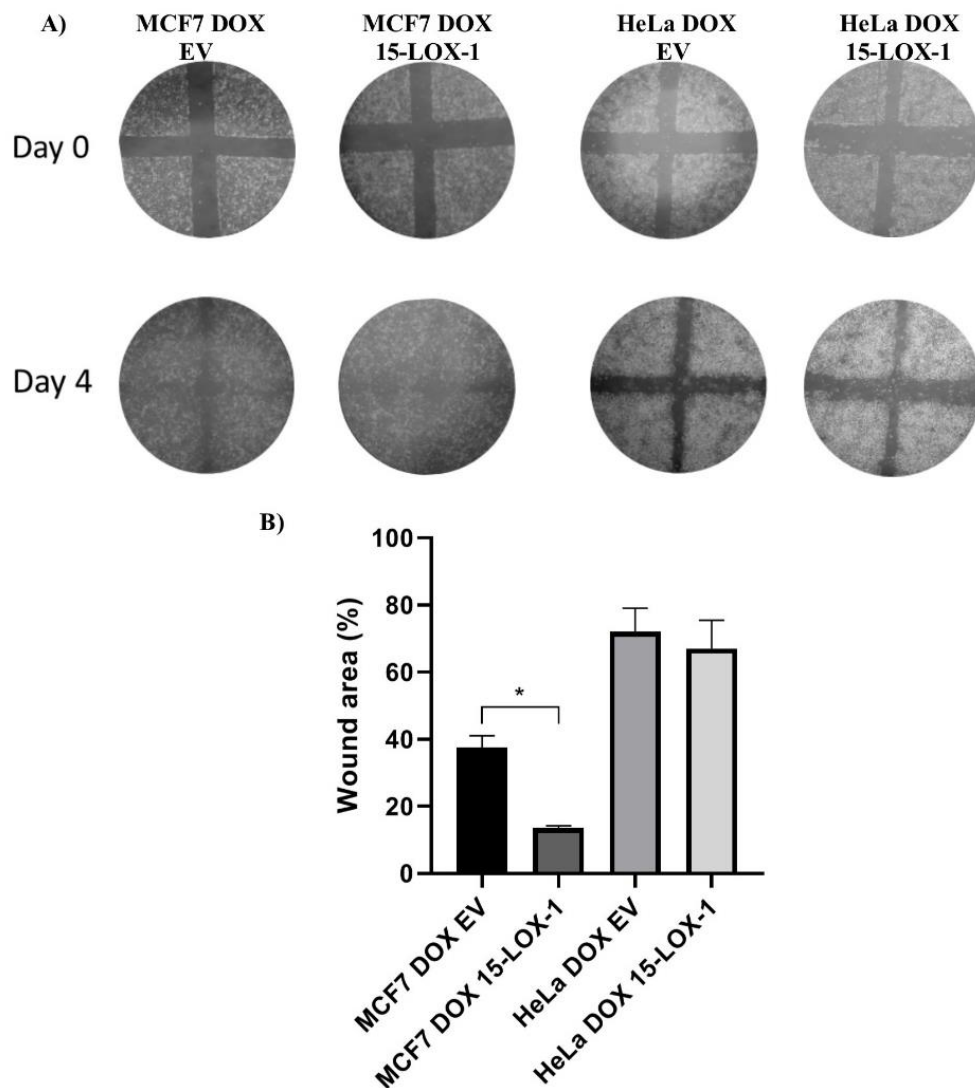 A)
MCF7 DOX
EV
MCF7 DOX
15-LOX-1
HeLa DOX
EV
HeLa DOX
15-LOX-1
Day 0
Day 4
B)
100
80
60
40
20
0
Wound area (%)
*
MCF7 DOX EV
MCF7 DOX 15-LOX-1
HeLa DOX EV
HeLa DOX 15-LOX-1